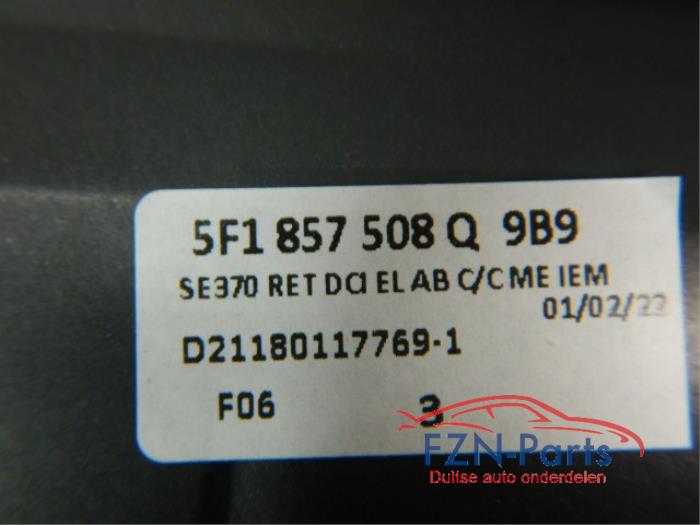 5F1 857 508 Q 9B9
SE370 RET DCI EL AB C/C ME IEM
01/02/22
D21180117769-1
F06 3
FZN-Parts
Duitse auto onderdelen